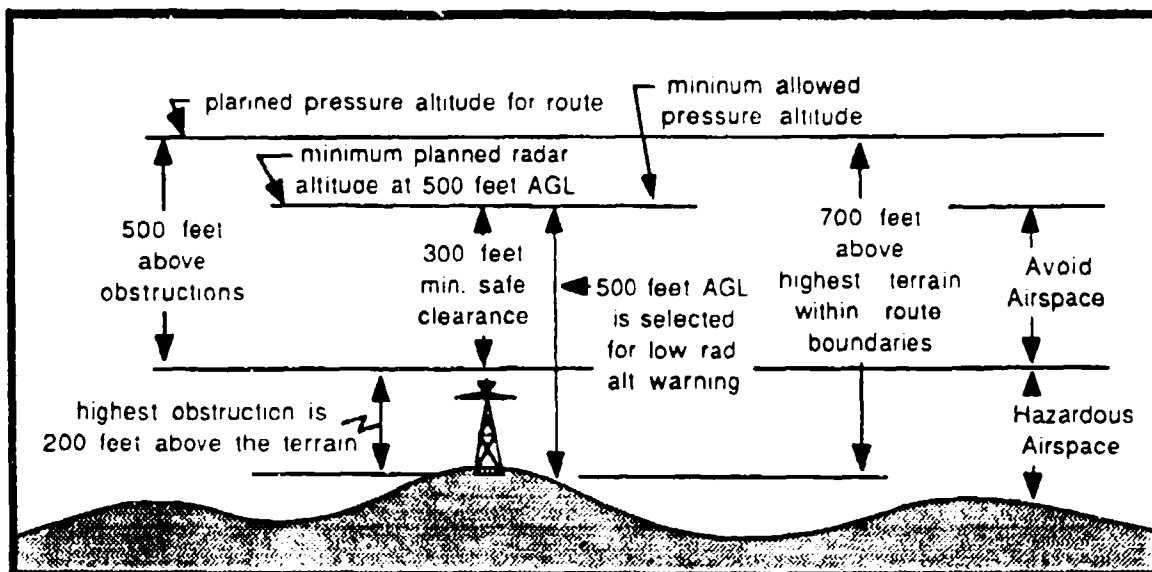 planned pressure altitude for route
mininum allowed
pressure altitude
minimum planned radar
altitude at 500 feet AGL
500 feet
above
obstructions
300 feet
min. safe
clearance
500 feet AGL
is selected
for low rad
alt warning
700 feet
above
highest terrain
within route
boundaries
Avoid
Airspace
highest obstruction is
200 feet above the terrain
Hazardous
Airspace